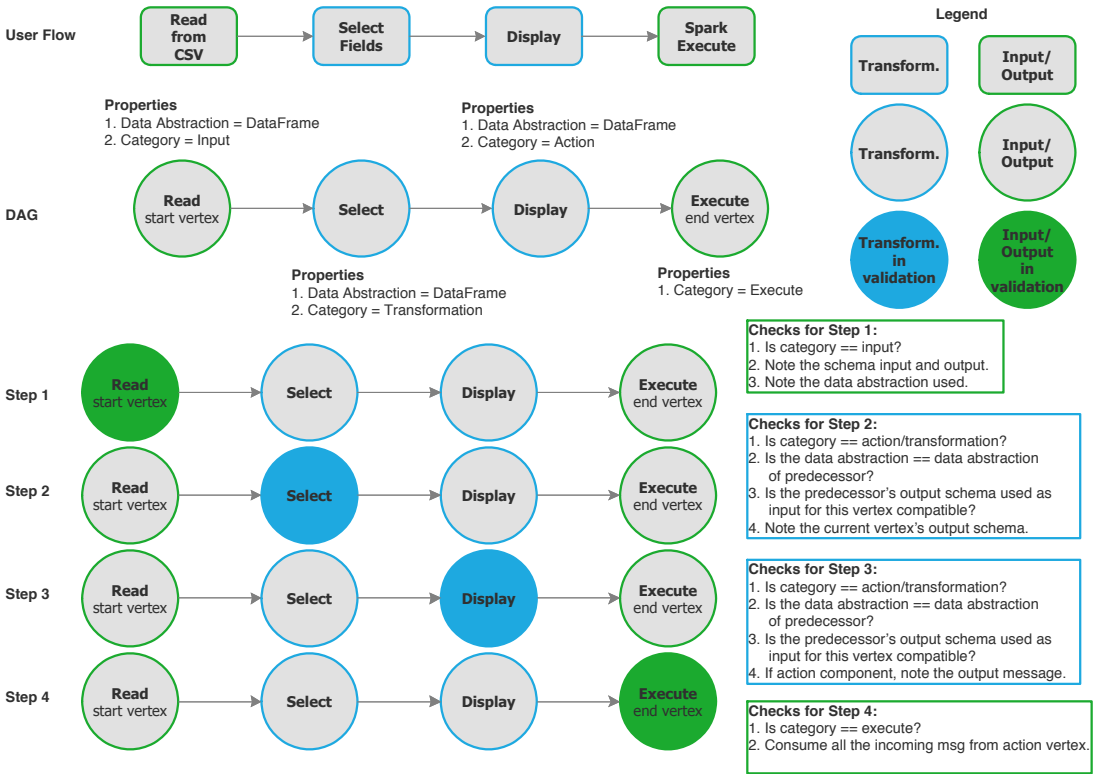 User Flow
Read
from
CSV
Select
Fields
Display
Spark
Execute
Legend
Transform.
Input/
Output
Transform.
Input/
Output
Transform.
in
validation
Input/
Output
in
validation
Properties
1. Data Abstraction = DataFrame
2. Category = Input
Properties
1. Data Abstraction = DataFrame
2. Category = Action
DAG
Read
start vertex
Select
Display
Execute
end vertex
Properties
1. Data Abstraction = DataFrame
2. Category = Transformation
Properties
1. Category = Execute
Step 1
Read
start vertex
Select
Display
Execute
end vertex
Checks for Step 1:
1. Is category == input?
2. Note the schema input and output.
3. Note the data abstraction used.
Step 2
Read
start vertex
Select
Display
Execute
end vertex
Checks for Step 2:
1. Is category == action/transformation?
2. Is the data abstraction == data abstraction
of predecessor?
3. Is the predecessor's output schema used as
input for this vertex compatible?
4. Note the current vertex's output schema.
Step 3
Read
start vertex
Select
Display
Execute
end vertex
Checks for Step 3:
1. Is category == action/transformation?
2. Is the data abstraction == data abstraction
of predecessor?
3. Is the predecessor's output schema used as
input for this vertex compatible?
4. If action component, note the output message.
Step 4
Read
start vertex
Select
Display
Execute
end vertex
Checks for Step 4:
1. Is category == execute?
2. Consume all the incoming msg from action vertex.